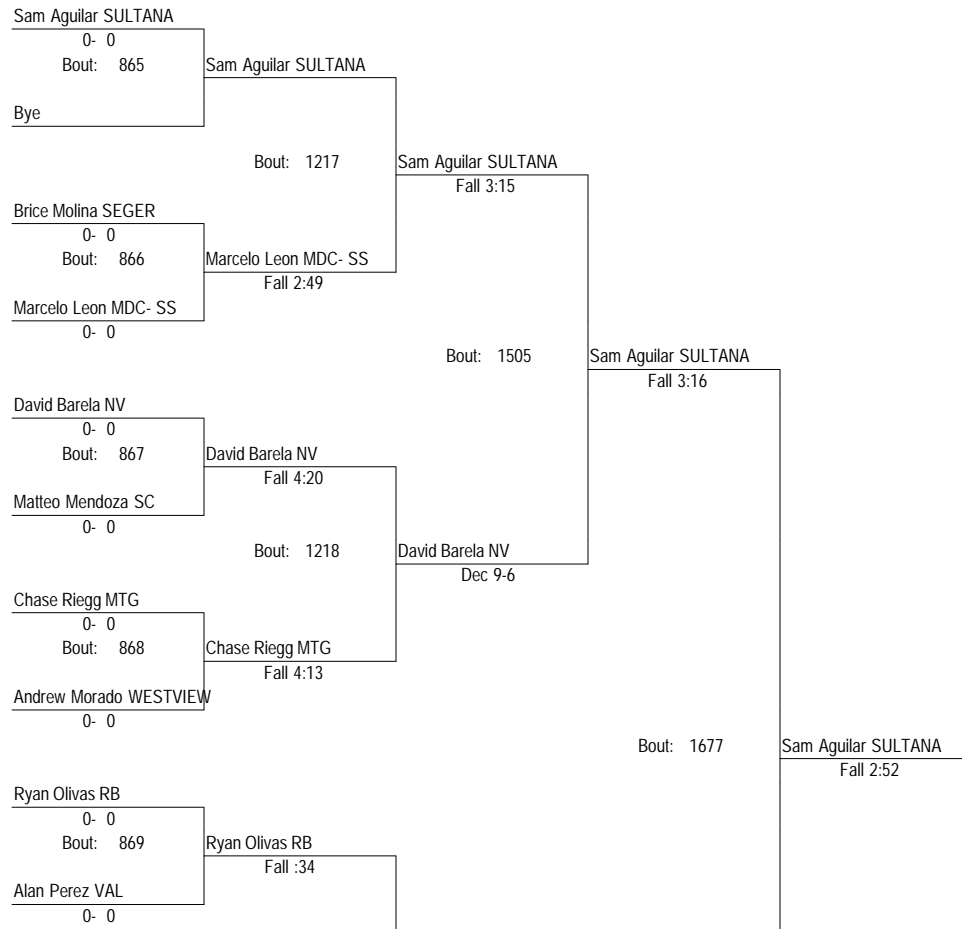 Sam Aguilar SULTANA
0- 0
Bout: 865
Sam Aguilar SULTANA
Bye
Bout: 1217
Sam Aguilar SULTANA
Fall 3:15
Brice Molina SEGER
0- 0
Bout: 866
Marcelo Leon MDC- SS
Fall 2:49
Marcelo Leon MDC- SS
0- 0
Bout: 1505
Sam Aguilar SULTANA
Fall 3:16
David Barela NV
0- 0
Bout: 867
David Barela NV
Fall 4:20
Matteo Mendoza SC
0- 0
Bout: 1218
David Barela NV
Dec 9-6
Chase Riegg MTG
0- 0
Bout: 868
Chase Riegg MTG
Fall 4:13
Andrew Morado WESTVIEW
0- 0
Bout: 1677
Sam Aguilar SULTANA
Fall 2:52
Ryan Olivas RB
0- 0
Bout: 869
Ryan Olivas RB
Fall :34
Alan Perez VAL
0- 0